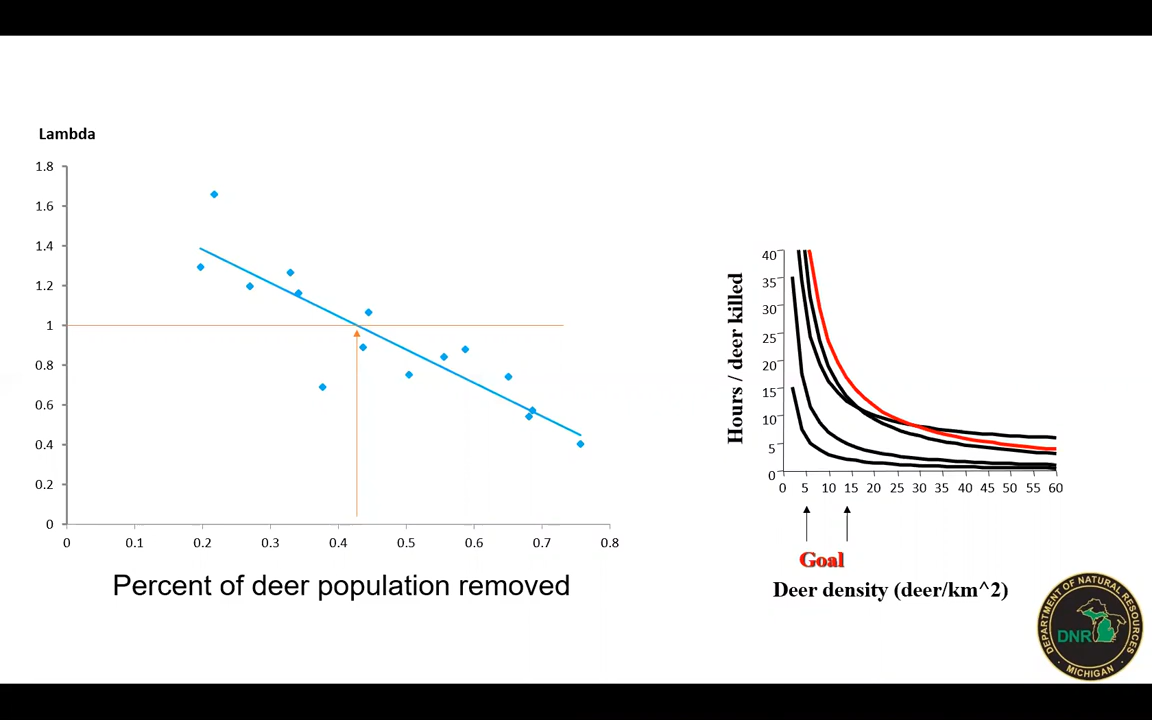 Lambda
1.8
1.6
1.4
1.2
1
0.8
0.6
0.4
0.2
0
0 0.1 0.2 0.3 0.4 0.5 0.6 0.7 0.8
Percent of deer population removed
Hours / deer killed
40
35
30
25
20
15
10
5
0
0 5 10 15 20 25 30 35 40 45 50 55 60
Goal
Deer density (deer/km^2)
DEPARTMENT OF NATURAL RESOURCES
DNR
MICHIGAN